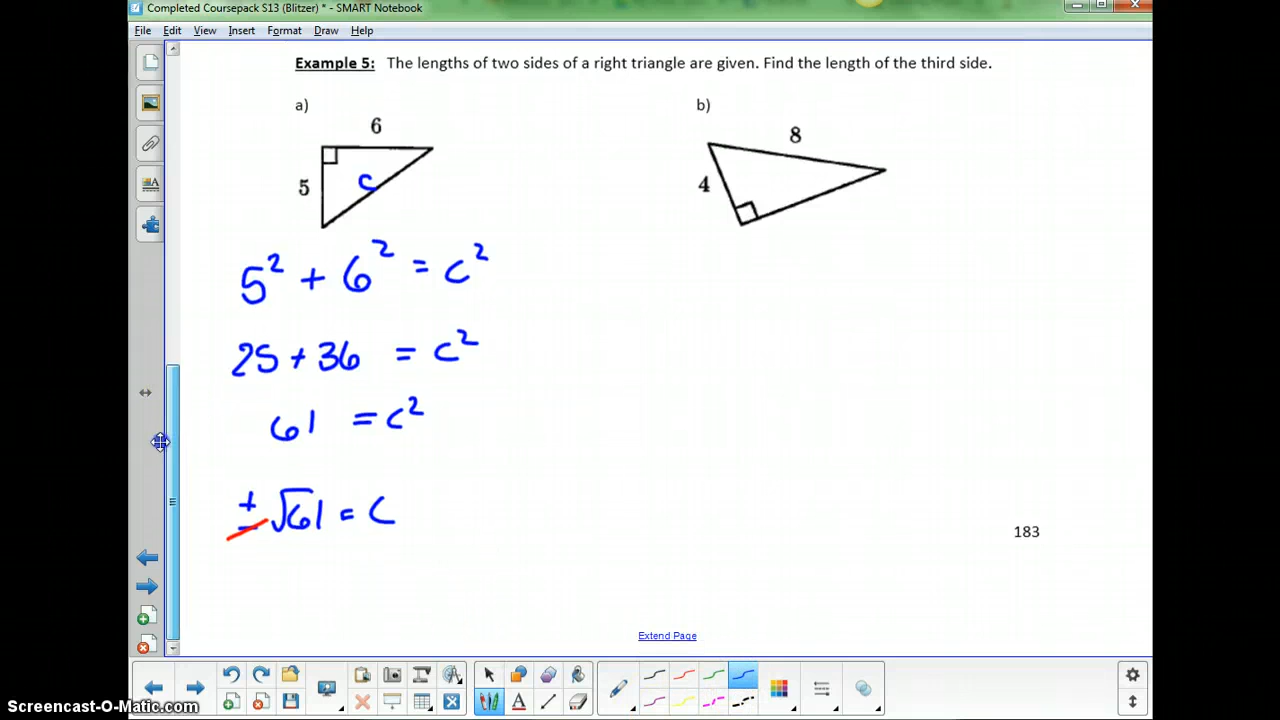 Completed Coursepack S13 (Blitzer) * - SMART Notebook
File Edit View Insert Format Draw Help
Example 5: The lengths of two sides of a right triangle are given. Find the length of the third side.
a)
6
5
c
5² + 6² = c²
25 + 36 = c²
61 = c²
± √61 = c
b)
8
4
183
Extend Page
Screencast-O-Matic.com